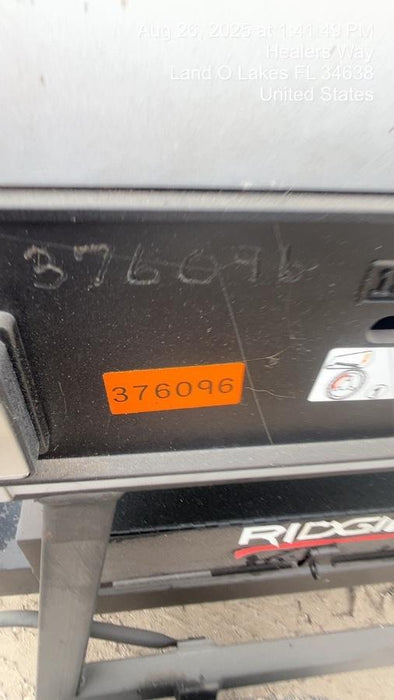 Aug 26, 2025 at 1:41:49 PM
Healers Way
Land O Lakes FL 34638
United States
376096
376096
RIDGI